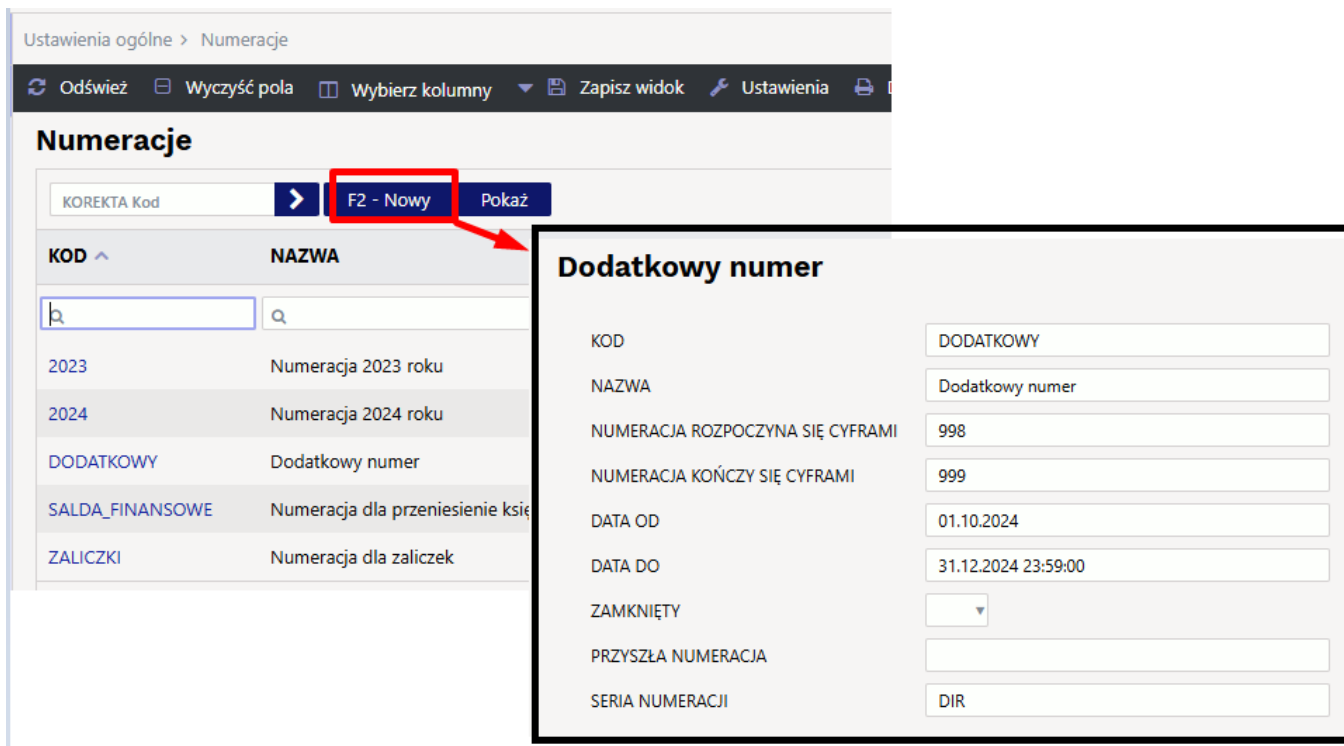 Ustawienia ogólne > Numeracje
Odśwież Wyczyść pola Wybierz kolumny Zapisz widok Ustawienia
Numeracje
KOREKTA Kod F2 - Nowy Pokaż
KOD NAZWA
2023 Numeracja 2023 roku
2024 Numeracja 2024 roku
DODATKOWY Dodatkowy numer
SALDA_FINANSOWE Numeracja dla przeniesienie księ
ZALICZKI Numeracja dla zaliczek
Dodatkowy numer
KOD DODATKOWY
NAZWA Dodatkowy numer
NUMERACJA ROZPOCZYNA SIĘ CYFRAMI 998
NUMERACJA KOŃCZY SIĘ CYFRAMI 999
DATA OD 01.10.2024
DATA DO 31.12.2024 23:59:00
ZAMKNIĘTY
PRZYSZŁA NUMERACJA
SERIA NUMERACJI DIR